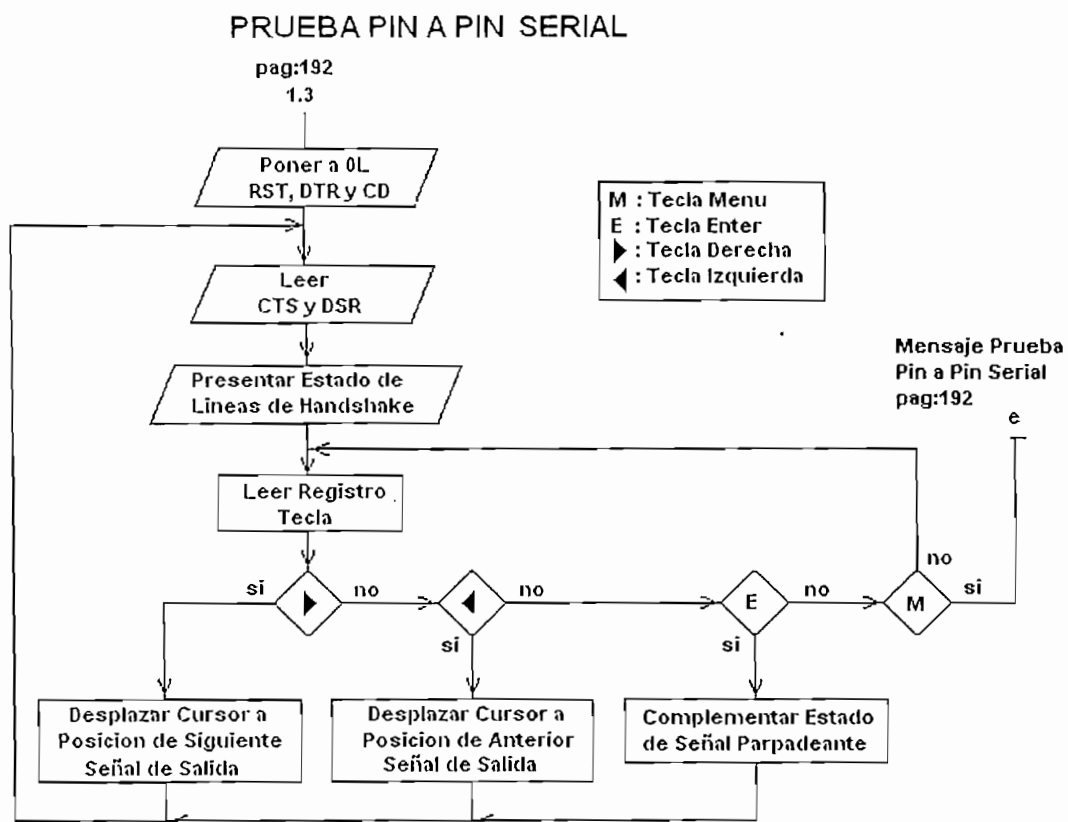 PRUEBA PIN A PIN SERIAL
pag:192
1.3
Poner a 0L
RST, DTR y CD
M : Tecla Menu
E : Tecla Enter
: Tecla Derecha
: Tecla Izquierda
Leer
CTS y DSR
Mensaje Prueba
Pin a Pin Serial
pag:192
e
Presentar Estado de
Lineas de Handshake
Leer Registro
Tecla
si
no
no
E
no
M
no
si
si
si
Desplazar Cursor a
Posicion de Siguiente
Señal de Salida
Desplazar Cursor a
Posicion de Anterior
Señal de Salida
Complementar Estado
de Señal Parpadeante